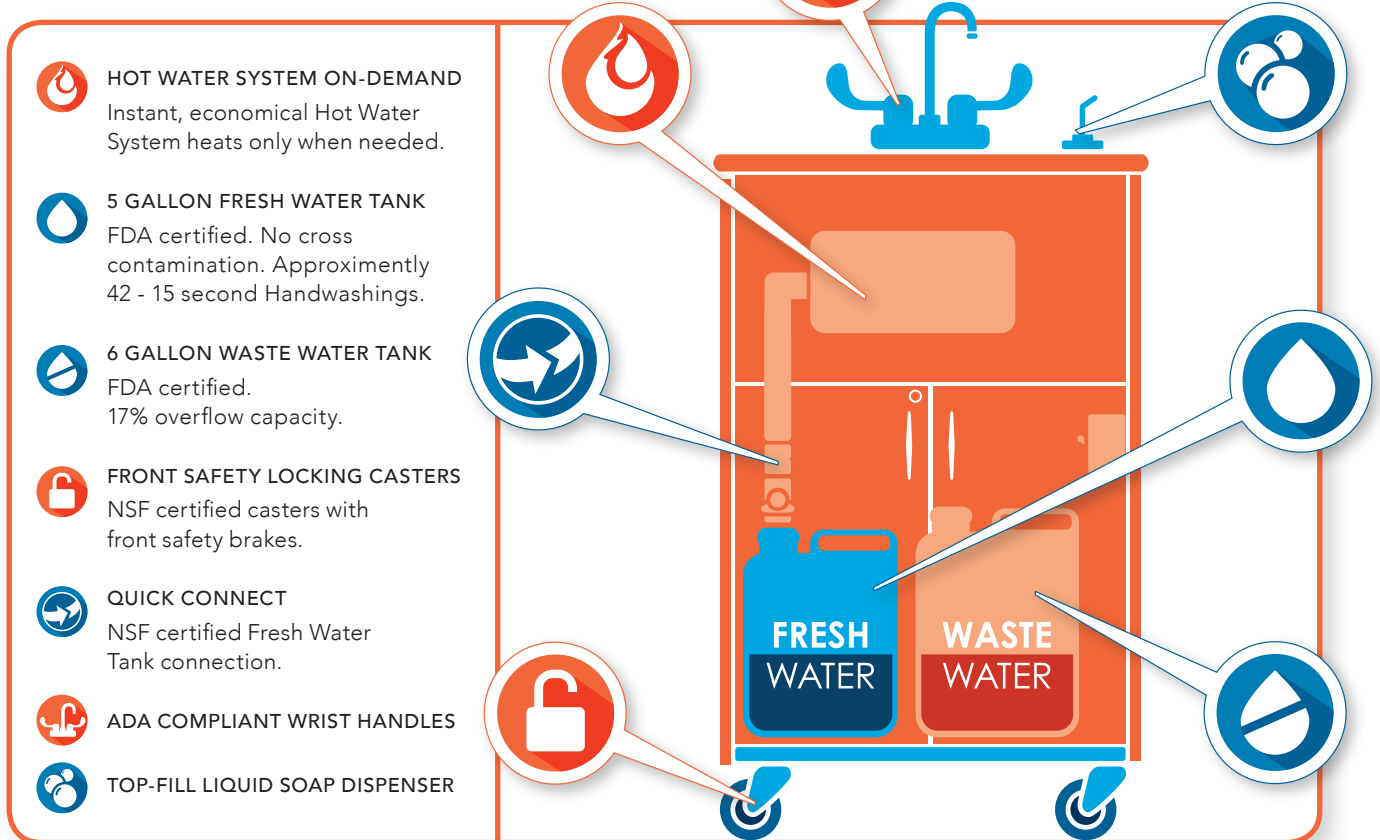 HOT WATER SYSTEM ON-DEMAND
Instant, economical Hot Water
System heats only when needed.
5 GALLON FRESH WATER TANK
FDA certified. No cross
contamination. Approximently
42 - 15 second Handwashings.
6 GALLON WASTE WATER TANK
FDA certified.
17% overflow capacity.
FRONT SAFETY LOCKING CASTERS
NSF certified casters with
front safety brakes.
QUICK CONNECT
NSF certified Fresh Water
Tank connection.
ADA COMPLIANT WRIST HANDLES
TOP-FILL LIQUID SOAP DISPENSER
FRESH
WATER
WASTE
WATER